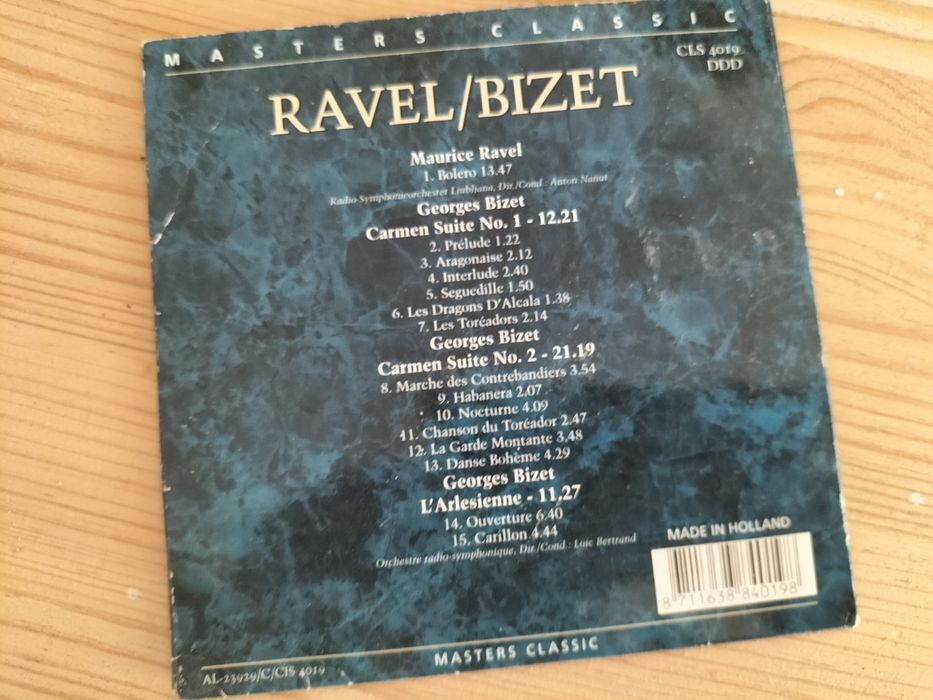 MASTERS CLASSIC
CLS 4019
DDD
RAVEL/BIZET
Maurice Ravel
1. Bolero 13.47
Radio-Symphonieorchester Ljubljana, Dir./Cond.: Anton Nanut
Georges Bizet
Carmen Suite No. 1 - 12.21
2. Prélude 1.22
3. Aragonaise 2.12
4. Interlude 2.40
5. Seguedille 1.50
6. Les Dragons D'Alcala 1.38
7. Les Toréadors 2.14
Georges Bizet
Carmen Suite No. 2 - 21.19
8. Marche des Contrebandiers 3.54
9. Habanera 2.07
10. Nocturne 4.09
11. Chanson du Toréador 2.47
12. La Garde Montante 3.48
13. Danse Bohème 4.29
Georges Bizet
L'Arlesienne - 11.27
14. Ouverture 6.40
15. Carillon 4.44
Orchestre radio-symphonique, Dir./Cond.: Loic Bertrand
MADE IN HOLLAND
8 711638 840198
MASTERS CLASSIC
AL-23929/C/CIS 4019